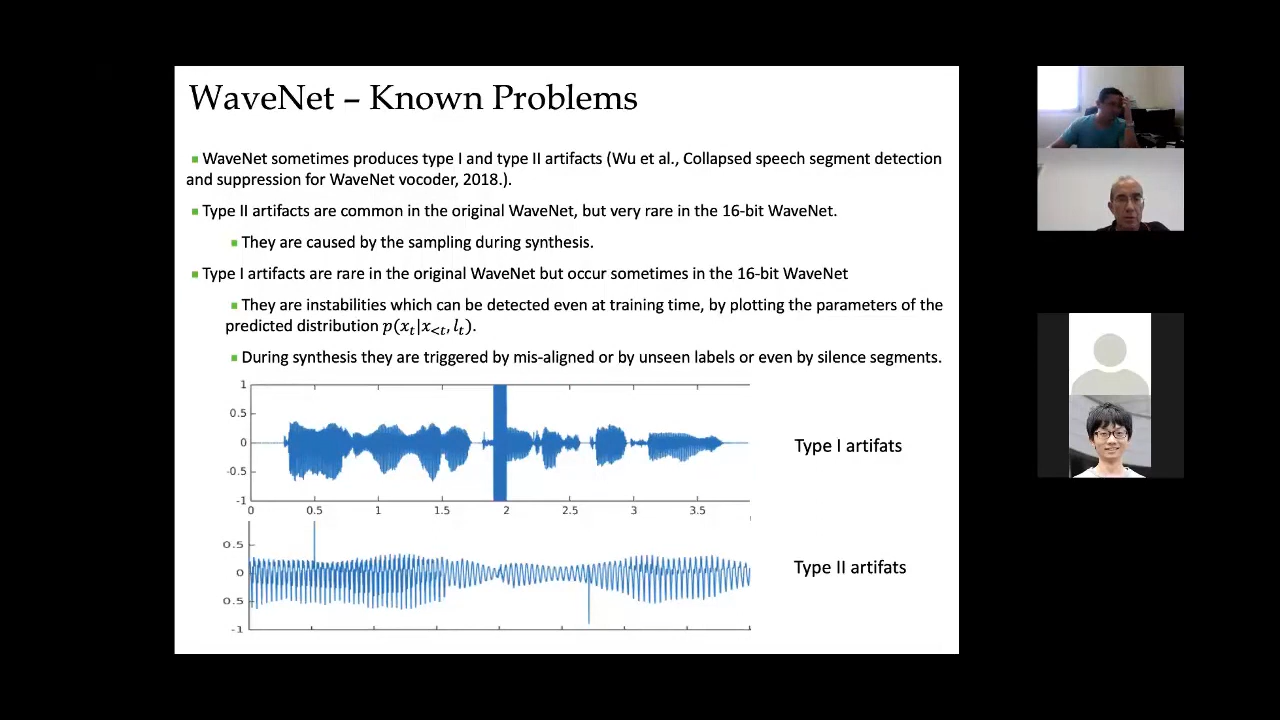 WaveNet – Known Problems
WaveNet sometimes produces type I and type II artifacts (Wu et al., Collapsed speech segment detection
and suppression for WaveNet vocoder, 2018.).
Type II artifacts are common in the original WaveNet, but very rare in the 16-bit WaveNet.
They are caused by the sampling during synthesis.
Type I artifacts are rare in the original WaveNet but occur sometimes in the 16-bit WaveNet
They are instabilities which can be detected even at training time, by plotting the parameters of the
predicted distribution p(x_t|x_{<t}, l_t).
During synthesis they are triggered by mis-aligned or by unseen labels or even by silence segments.
1
0.5
0
-0.5
-1
0 0.5 1 1.5 2 2.5 3 3.5
Type I artifats
0.5
0
0.5
-1
Type II artifats